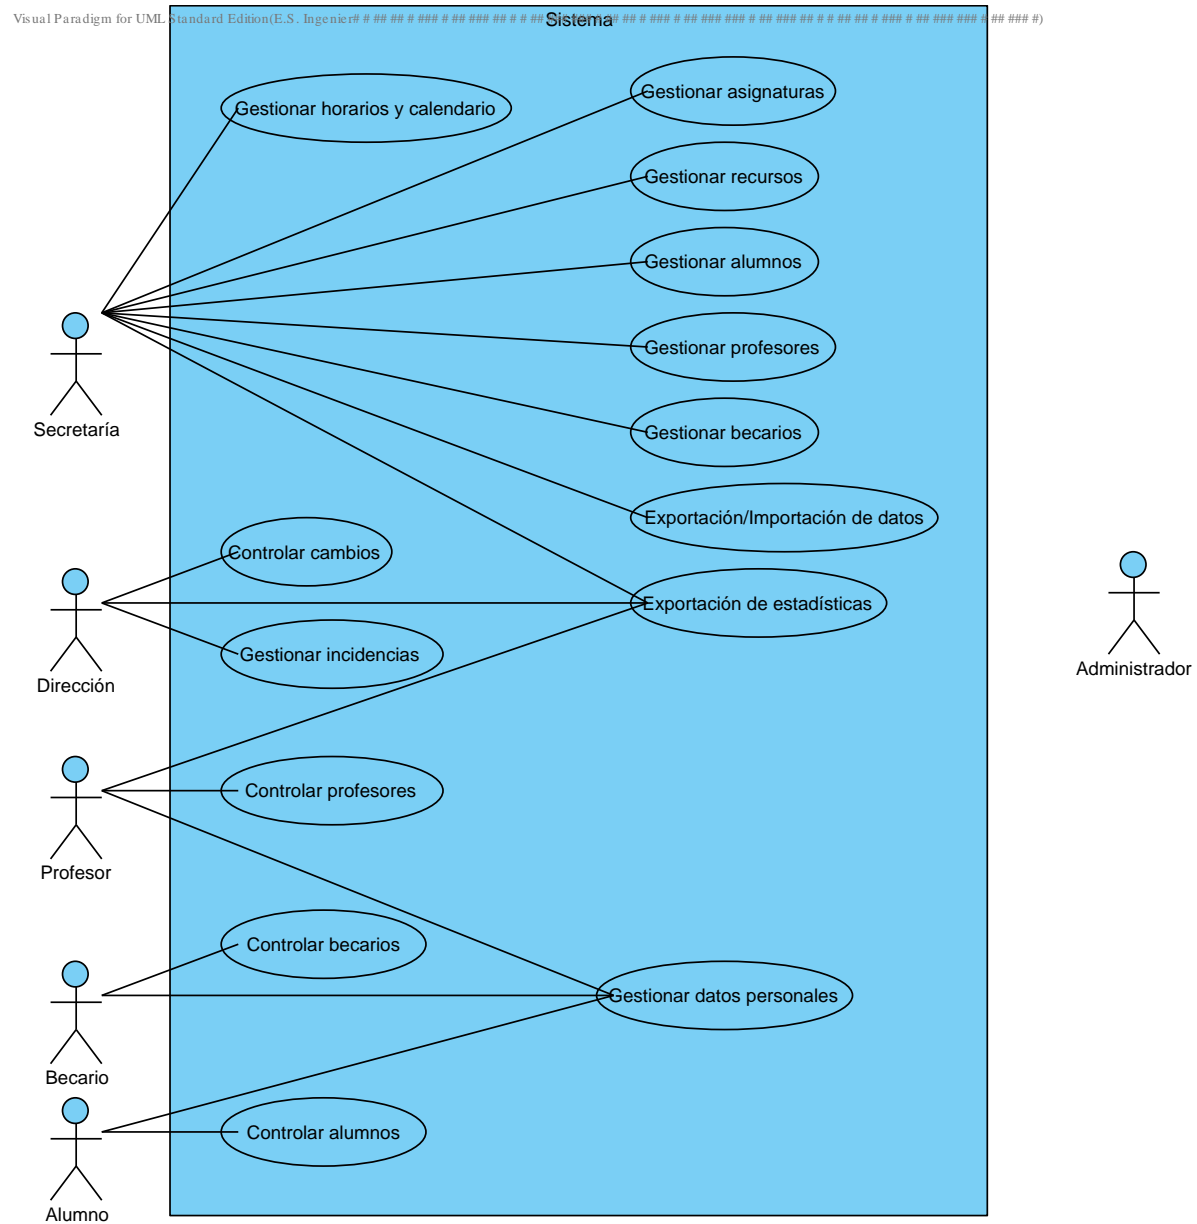 Visual Paradigm for UML Standard Edition(E.S. Ingenier
Sistema
Gestionar horarios y calendario
Gestionar asignaturas
Gestionar recursos
Gestionar alumnos
Gestionar profesores
Gestionar becarios
Exportación/Importación de datos
Exportación de estadísticas
Secretaría
Controlar cambios
Gestionar incidencias
Dirección
Administrador
Controlar profesores
Profesor
Controlar becarios
Gestionar datos personales
Becario
Controlar alumnos
Alumno